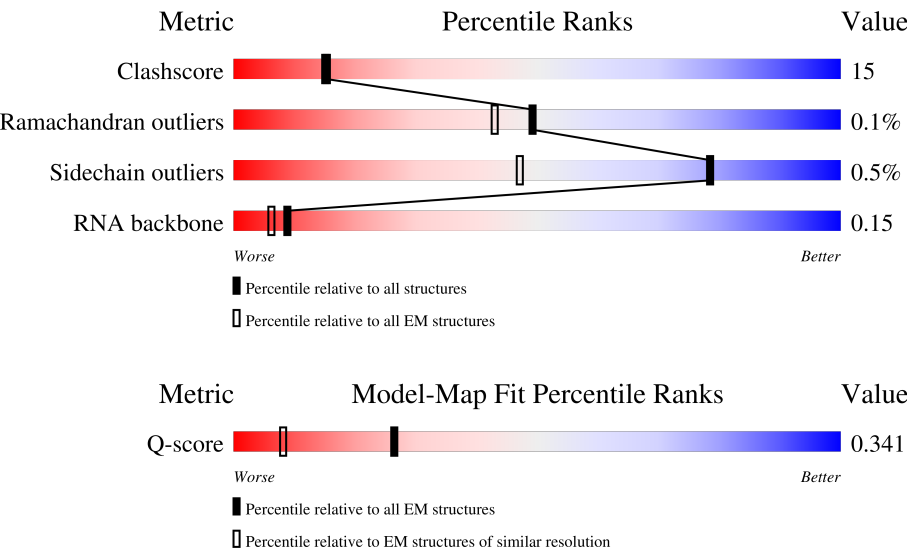 Metric Percentile Ranks Value
Clashscore 15
Ramachandran outliers 0.1%
Sidechain outliers 0.5%
RNA backbone 0.15
Worse Better
Percentile relative to all structures
Percentile relative to all EM structures
Metric Model-Map Fit Percentile Ranks Value
Q-score 0.341
Worse Better
Percentile relative to all EM structures
Percentile relative to EM structures of similar resolution